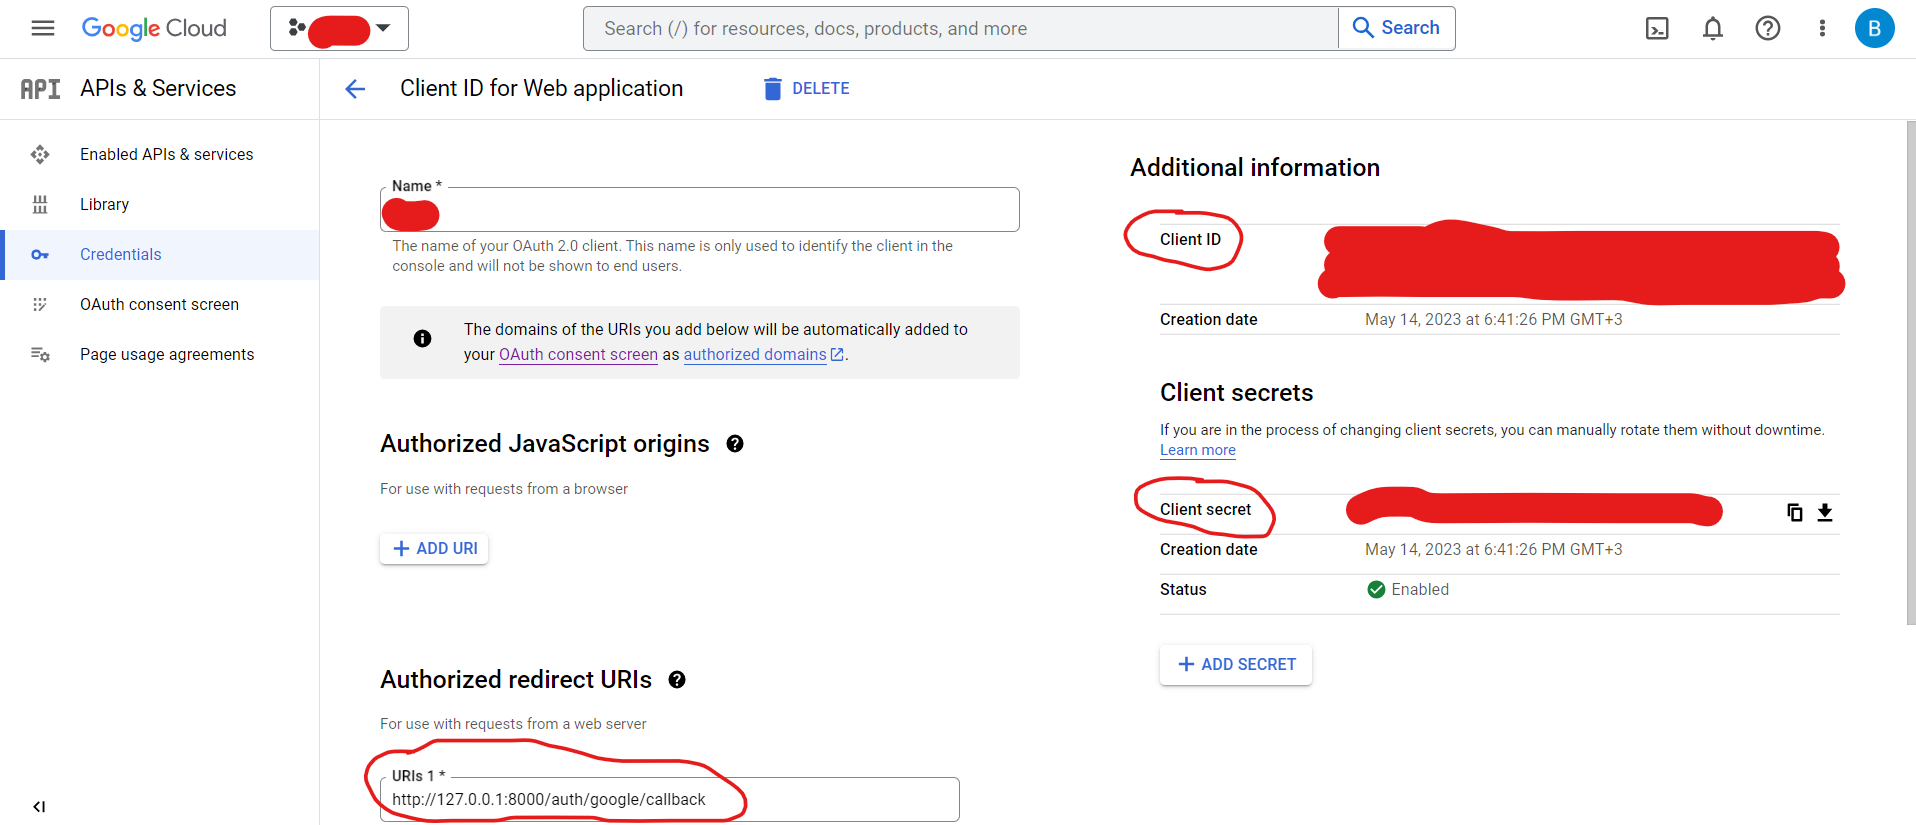 Google Cloud
Search (/) for resources, docs, products, and more
Search
B
API
APIs & Services
Client ID for Web application
DELETE
Enabled APIs & services
Library
Credentials
OAuth consent screen
Page usage agreements
Name *
The name of your OAuth 2.0 client. This name is only used to identify the client in the
console and will not be shown to end users.
The domains of the URIs you add below will be automatically added to
your OAuth consent screen as authorized domains.
Authorized JavaScript origins
For use with requests from a browser
+ ADD URI
Authorized redirect URIs
For use with requests from a web server
URIs 1 *
http://127.0.0.1:8000/auth/google/callback
Additional information
Client ID
Creation date May 14, 2023 at 6:41:26 PM GMT+3
Client secrets
If you are in the process of changing client secrets, you can manually rotate them without downtime.
Learn more
Client secret
Creation date May 14, 2023 at 6:41:26 PM GMT+3
Status Enabled
+ ADD SECRET